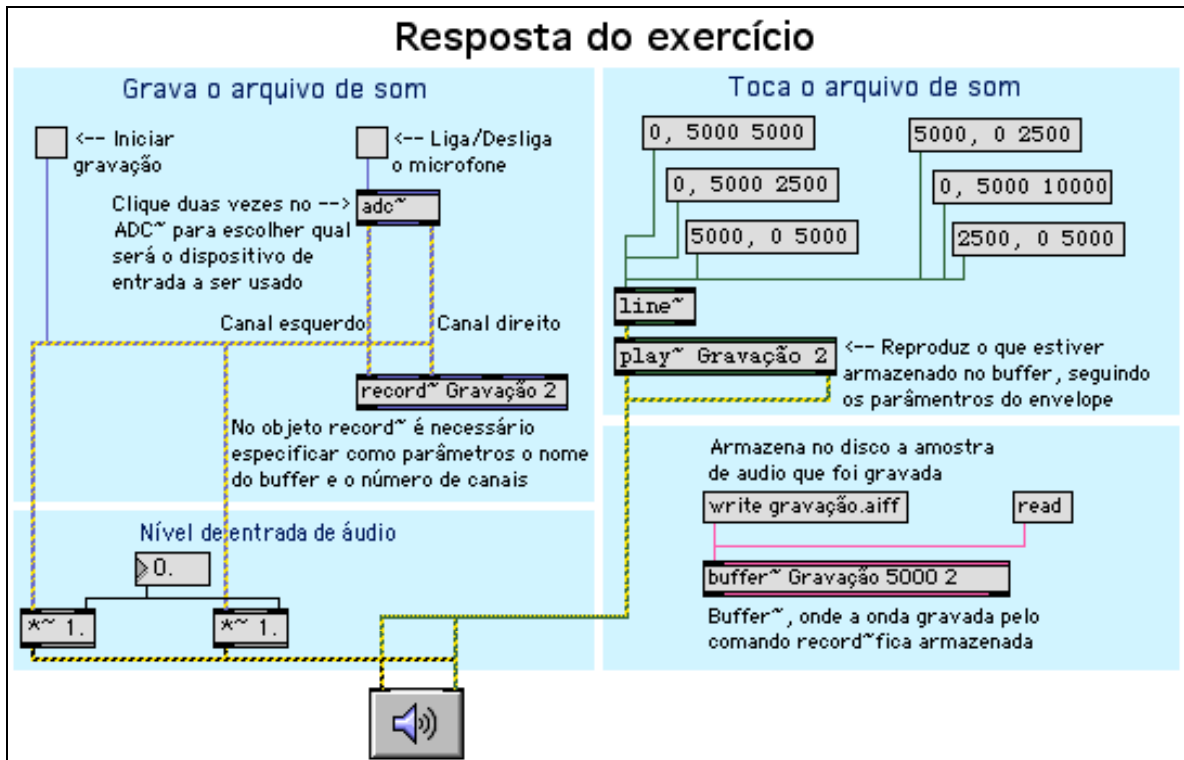 Resposta do exercício
Grava o arquivo de som
<-- Iniciar
gravação
<-- Liga/Desliga
o microfone
Clique duas vezes no -->
ADC~ para escolher qual
será o dispositivo de
entrada a ser usado
adc~
Canal esquerdo
Canal direito
record~ Gravação 2
No objeto record~ é necessário
especificar como parâmetros o nome
do buffer e o número de canais
Nível de entrada de áudio
0.
*~ 1.
*~ 1.
Toca o arquivo de som
0, 5000 5000
5000, 0 2500
0, 5000 2500
0, 5000 10000
5000, 0 5000
2500, 0 5000
line~
play~ Gravação 2
<-- Reproduz o que estiver
armazenado no buffer, seguindo
os parâmentros do envelope
Armazena no disco a amostra
de audio que foi gravada
write gravação.aiff
read
buffer~ Gravação 5000 2
Buffer~, onde a onda gravada pelo
comando record~fica armazenada